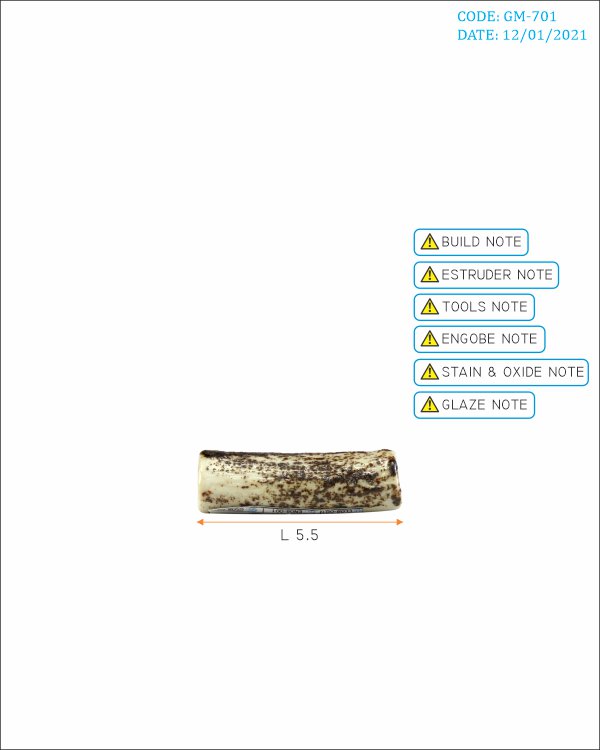 CODE: GM-701
DATE: 12/01/2021
BUILD NOTE
ESTRUDER NOTE
TOOLS NOTE
ENGOBE NOTE
STAIN & OXIDE NOTE
GLAZE NOTE
L 5.5